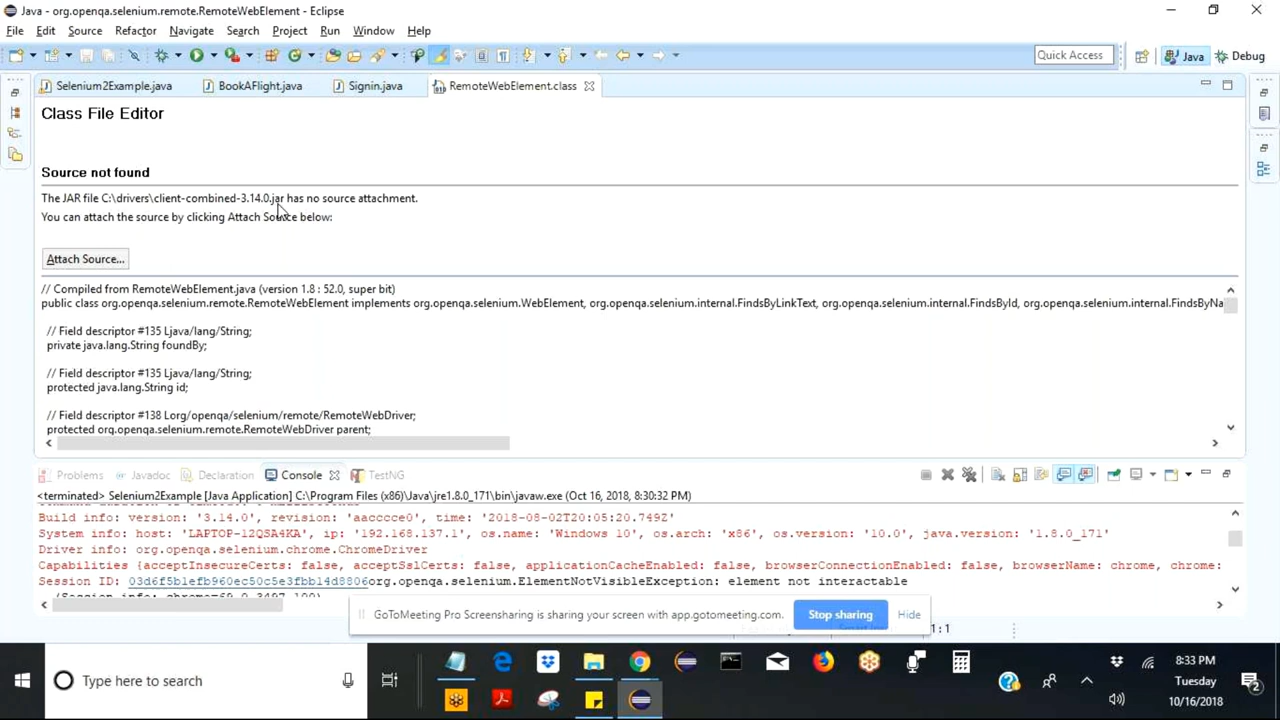 Java - org.openqa.selenium.remote.RemoteWebElement - Eclipse
File Edit Source Refactor Navigate Search Project Run Window Help
Quick Access Java Debug
Selenium2Example.java BookAFlight.java Signin.java RemoteWebElement.class
Class File Editor
Source not found
The JAR file C:\drivers\client-combined-3.14.0.jar has no source attachment.
You can attach the source by clicking Attach Source below:
Attach Source...
// Compiled from RemoteWebElement.java (version 1.8 : 52.0, super bit)
public class org.openqa.selenium.remote.RemoteWebElement implements org.openqa.selenium.WebElement, org.openqa.selenium.internal.FindsByLinkText, org.openqa.selenium.internal.FindsById, org.openqa.selenium.internal.FindsByNa
// Field descriptor #135 Ljava/lang/String;
private java.lang.String foundBy;
// Field descriptor #135 Ljava/lang/String;
protected java.lang.String id;
// Field descriptor #138 Lorg/openqa/selenium/remote/RemoteWebDriver;
protected org.openqa.selenium.remote.RemoteWebDriver parent;
Problems Javadoc Declaration Console TestNG
<terminated> Selenium2Example [Java Application] C:\Program Files (x86)\Java\jre1.8.0_171\bin\javaw.exe (Oct 16, 2018, 8:30:32 PM)
Build info: version: '3.14.0', revision: 'aacccce0', time: '2018-08-02T20:05:20.749Z'
System info: host: 'LAPTOP-12QSA4KA', ip: '192.168.137.1', os.name: 'Windows 10', os.arch: 'x86', os.version: '10.0', java.version: '1.8.0_171'
Driver info: org.openqa.selenium.chrome.ChromeDriver
Capabilities {acceptInsecureCerts: false, acceptSslCerts: false, applicationCacheEnabled: false, browserConnectionEnabled: false, browserName: chrome, chrome:
Session ID: 03d6f5b1efb960ec50c5e3fbb14d8806org.openqa.selenium.ElementNotVisibleException: element not interactable
(Session info: chrome=69.0.3497.100)
GoToMeeting Pro Screensharing is sharing your screen with app.gotomeeting.com. Stop sharing Hide
1:1
Type here to search
8:33 PM
Tuesday
10/16/2018
2